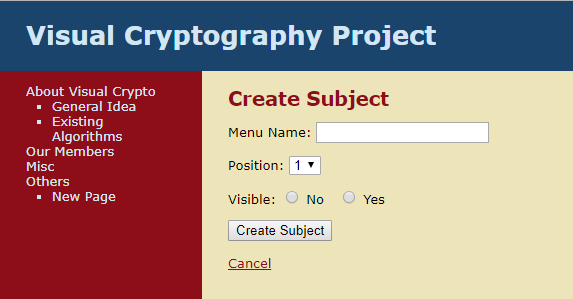 Visual Cryptography Project
About Visual Crypto
General Idea
Existing
Algorithms
Our Members
Misc
Others
New Page
Create Subject
Menu Name:
Position: 1
Visible: No Yes
Create Subject
Cancel